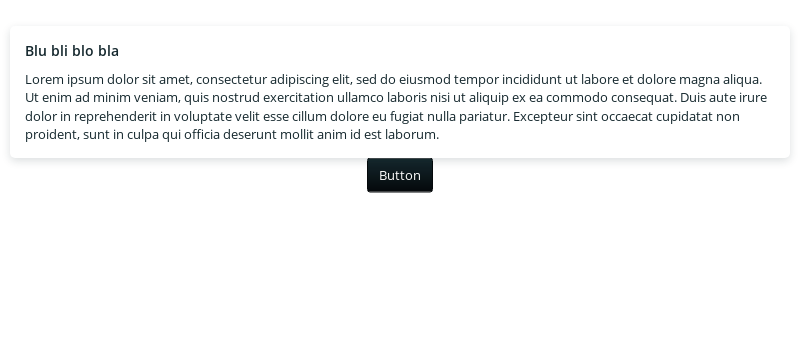 Blu bli blo bla
Lorem ipsum dolor sit amet, consectetur adipiscing elit, sed do eiusmod tempor incididunt ut labore et dolore magna aliqua.
Ut enim ad minim veniam, quis nostrud exercitation ullamco laboris nisi ut aliquip ex ea commodo consequat. Duis aute irure
dolor in reprehenderit in voluptate velit esse cillum dolore eu fugiat nulla pariatur. Excepteur sint occaecat cupidatat non
proident, sunt in culpa qui officia deserunt mollit anim id est laborum.
Button